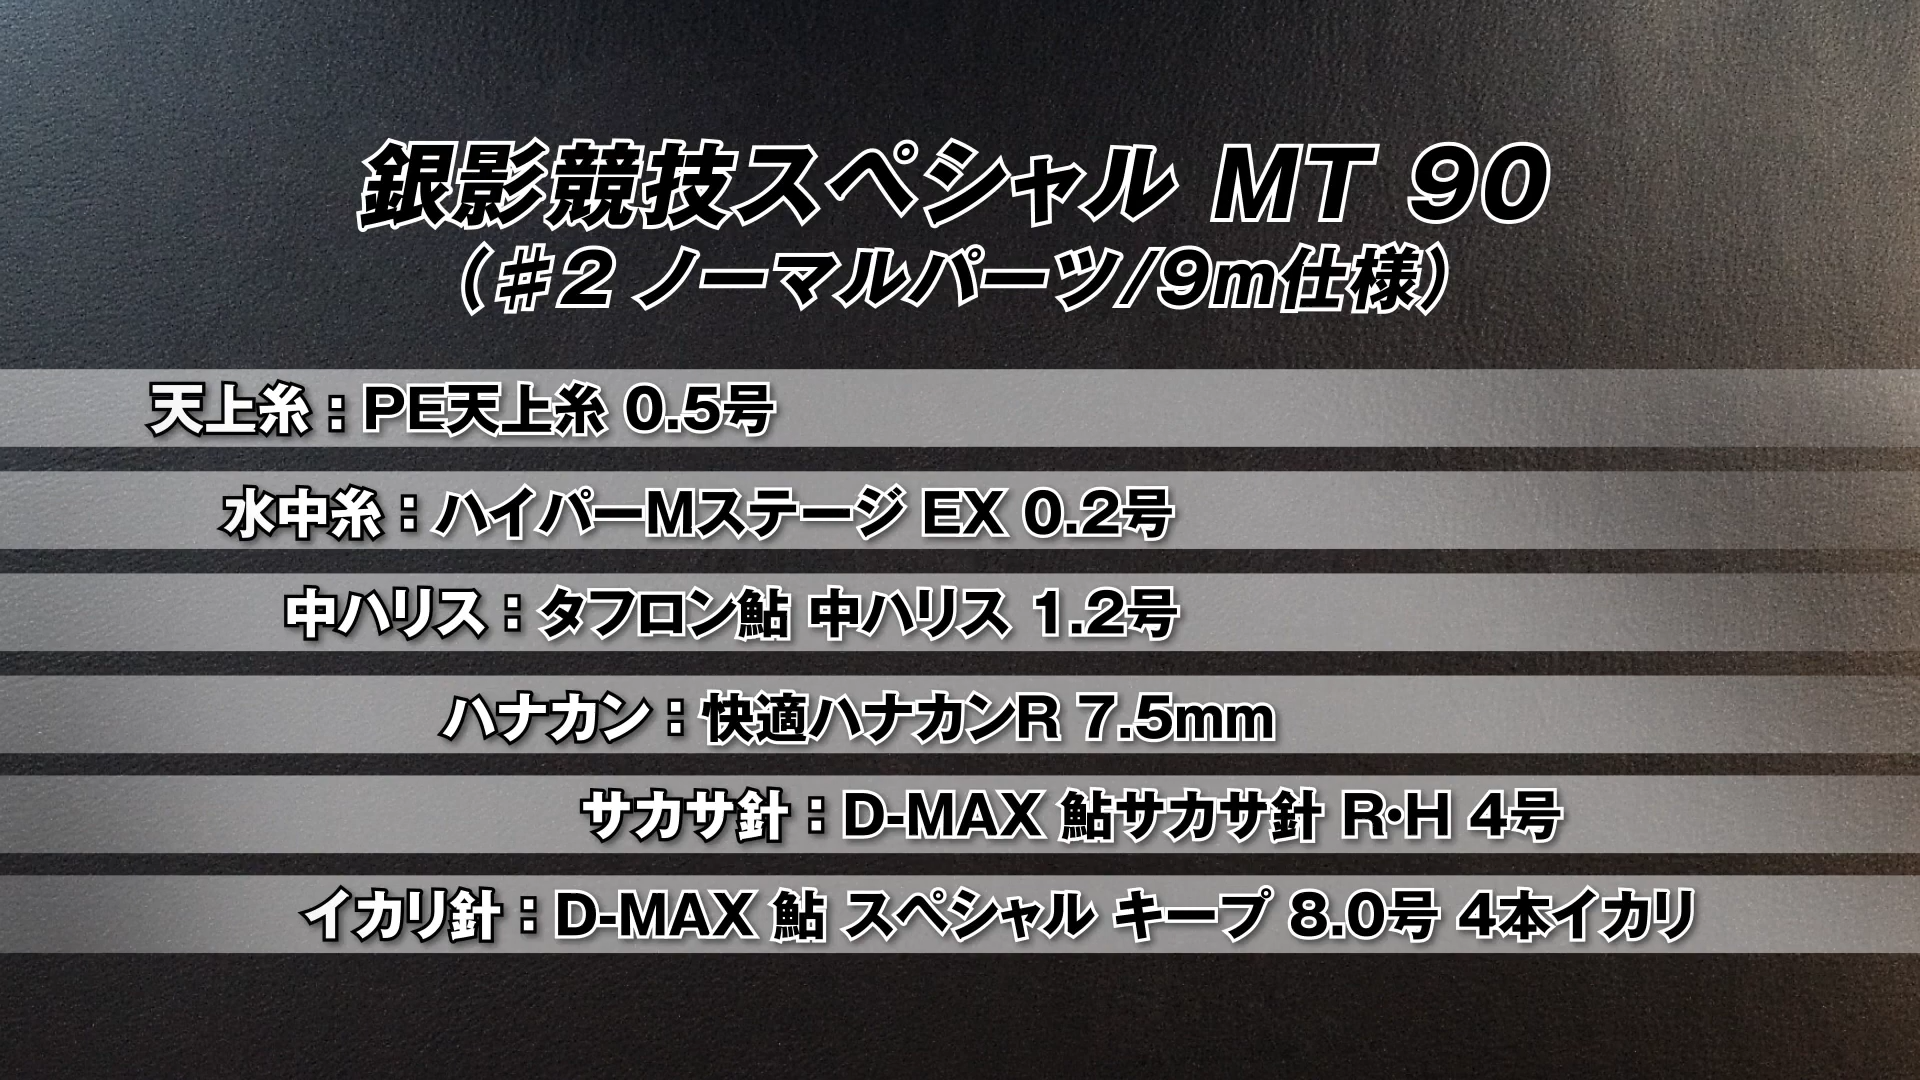 銀影競技スペシャル MT 90
（♯2 ノーマルパーツ/9m仕様）
天上糸：PE天上糸 0.5号
水中糸：ハイパーMステージ EX 0.2号
中ハリス：タフロン鮎 中ハリス 1.2号
ハナカン：快適ハナカンR 7.5mm
サカサ針：D-MAX 鮎サカサ針 R・H 4号
イカリ針：D-MAX 鮎 スペシャル キープ 8.0号 4本イカリ